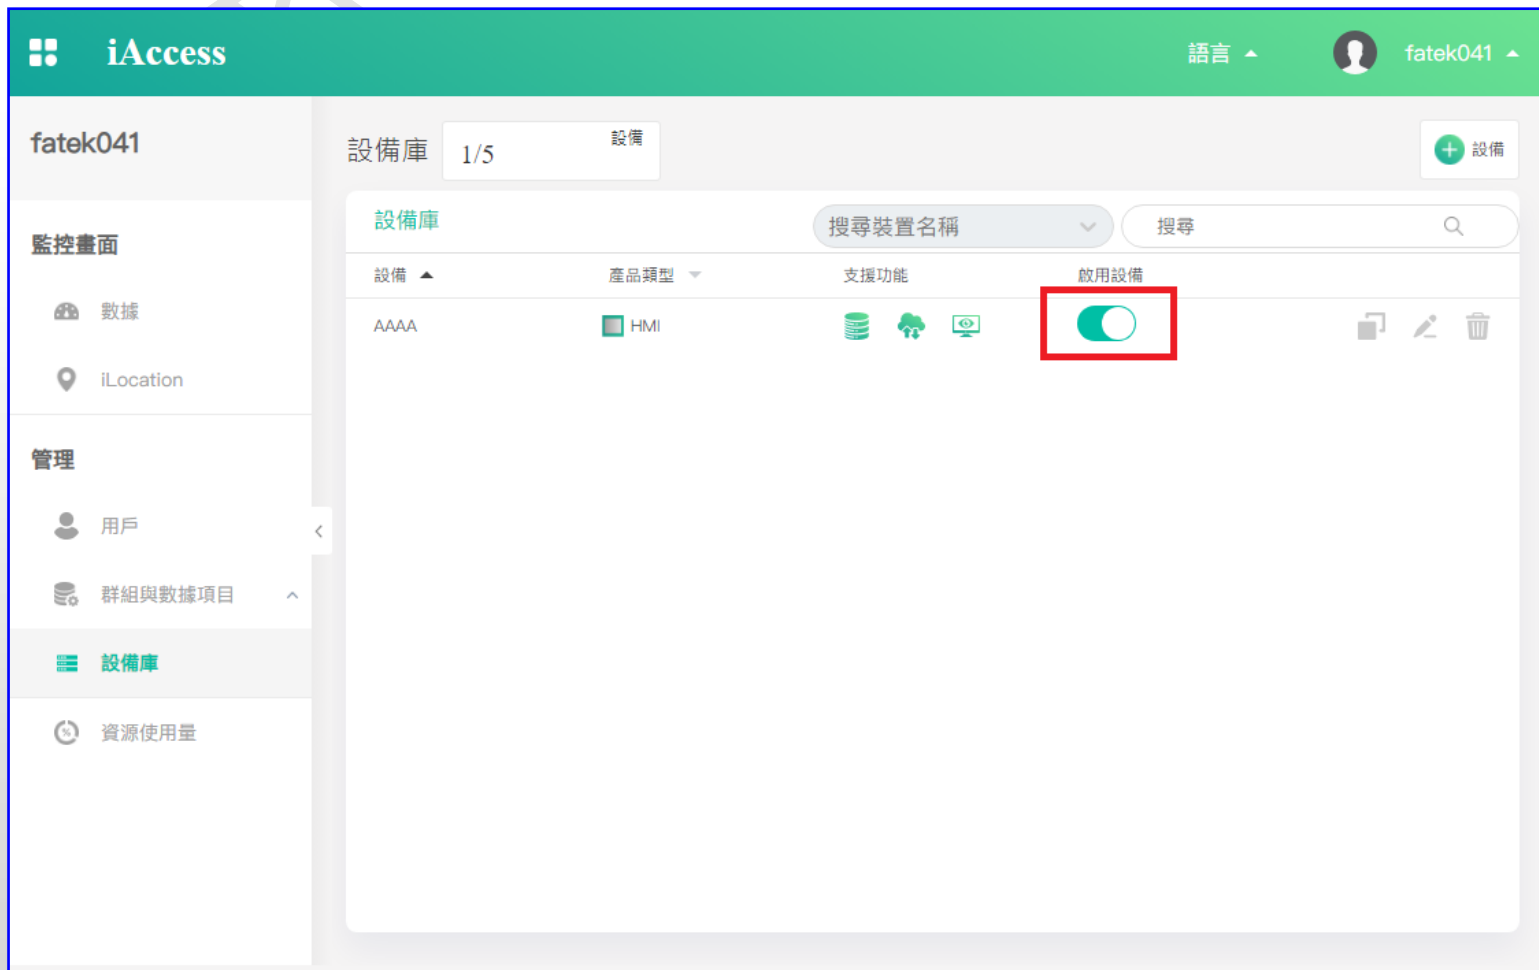 iAccess
語言
fatek041
fatek041
監控畫面
數據
iLocation
管理
用戶
群組與數據項目
設備庫
資源使用量
設備庫 1/5 設備
設備
設備庫 搜尋裝置名稱 搜尋
設備 產品類型 支援功能 啟用設備
AAAA HMI